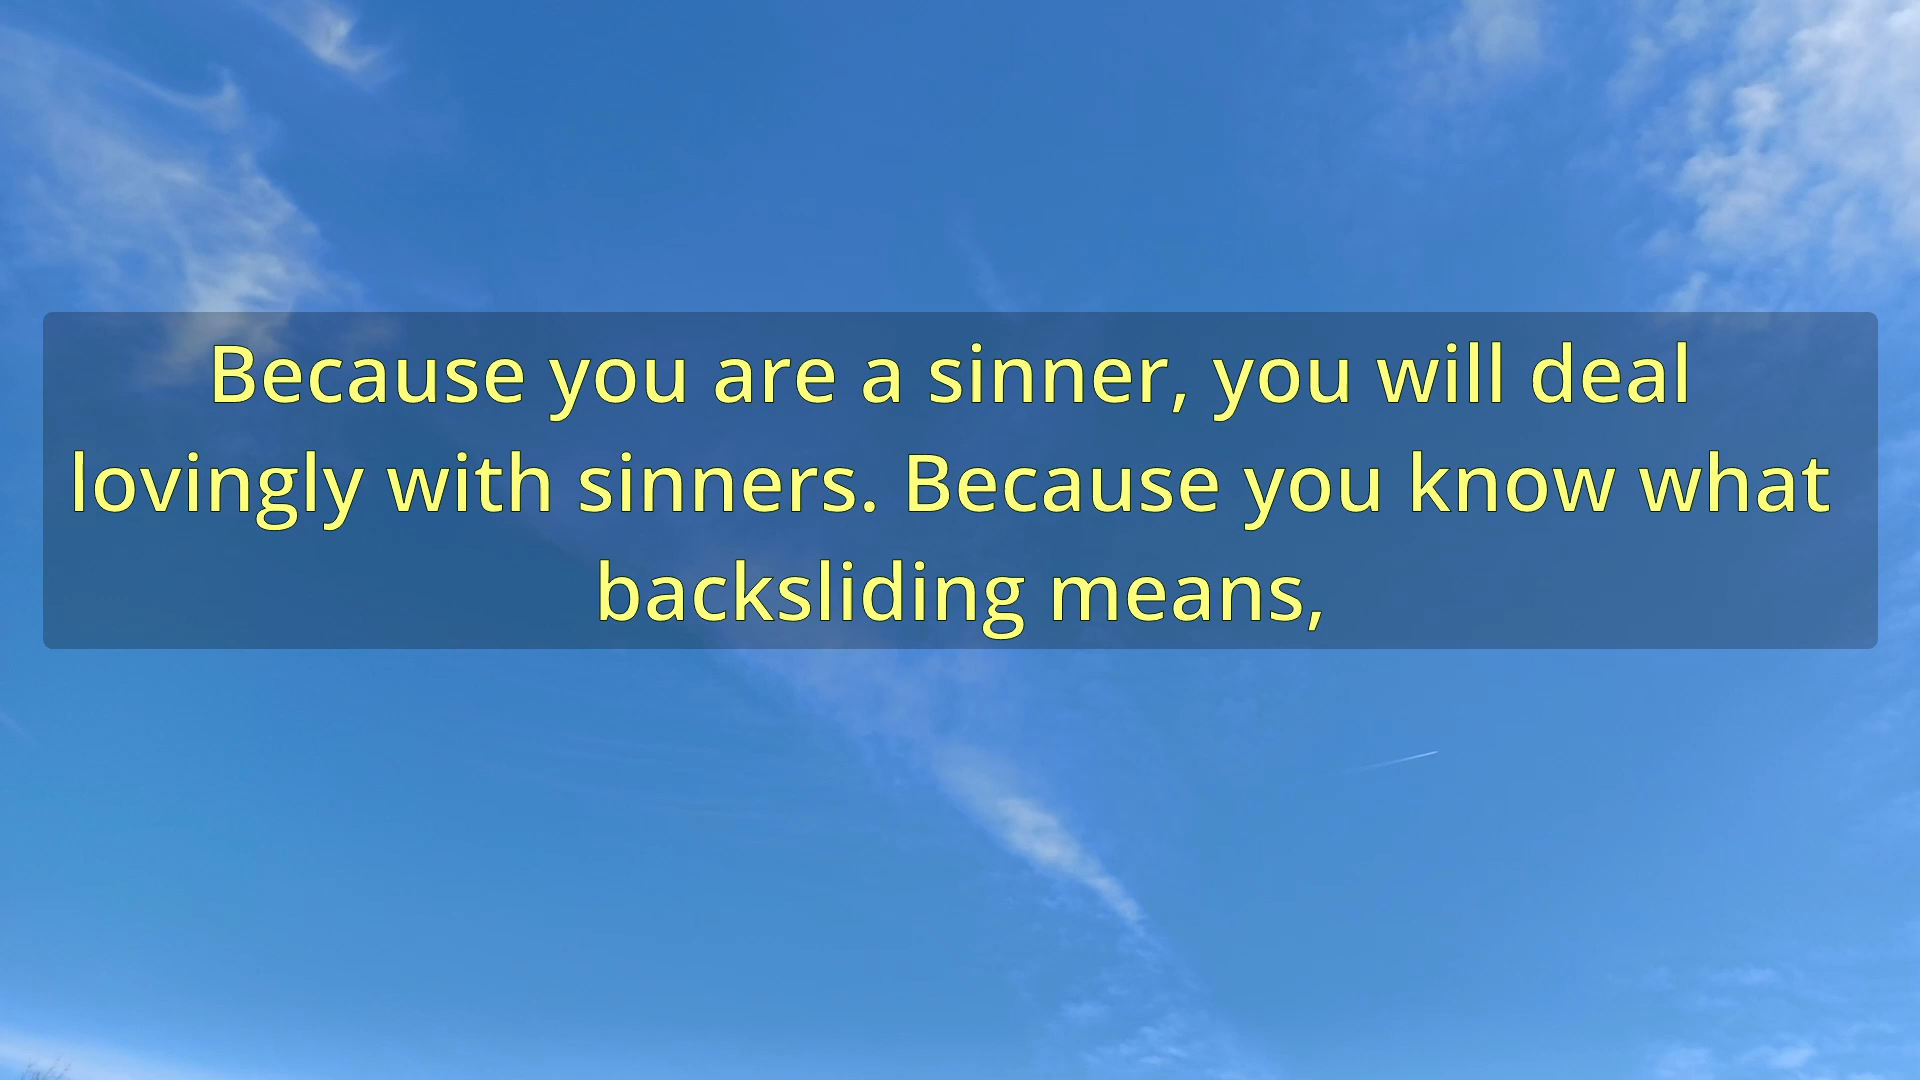 Because you are a sinner, you will deal
lovingly with sinners. Because you know what
backsliding means,